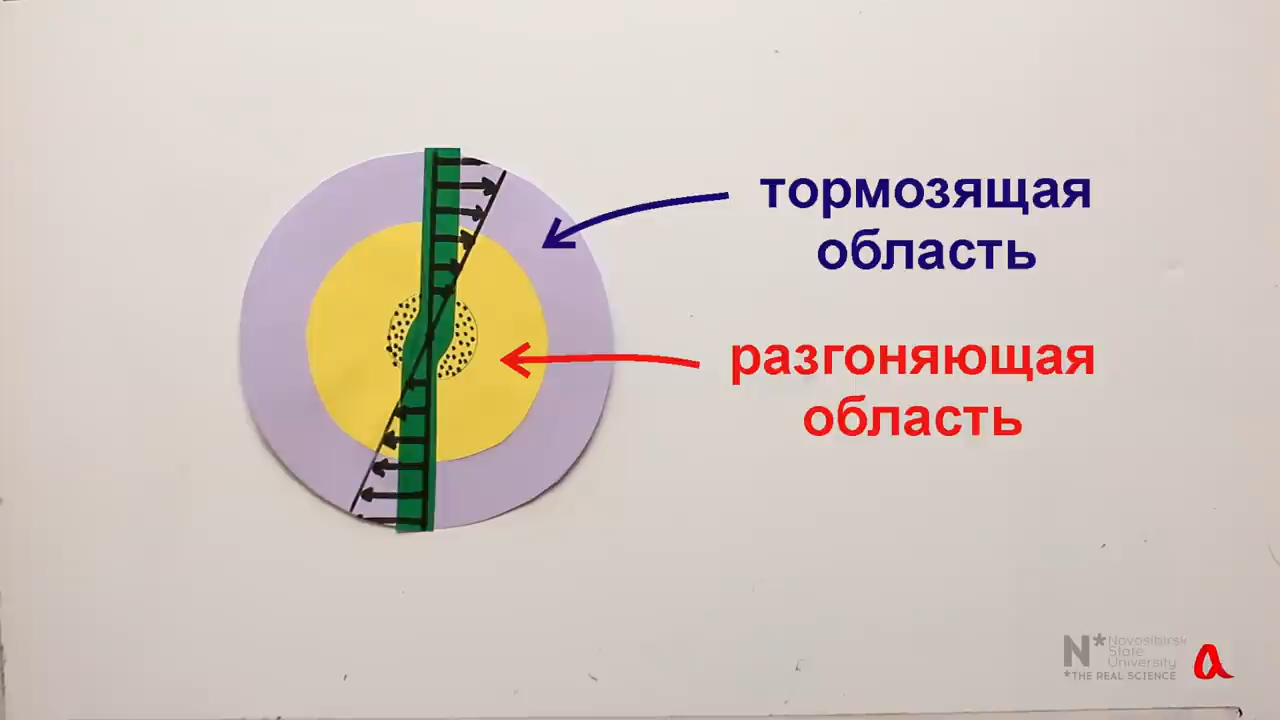 тормозящая
область
разгоняющая
область
N*
Novosibirsk
State
University
*THE REAL SCIENCE
a